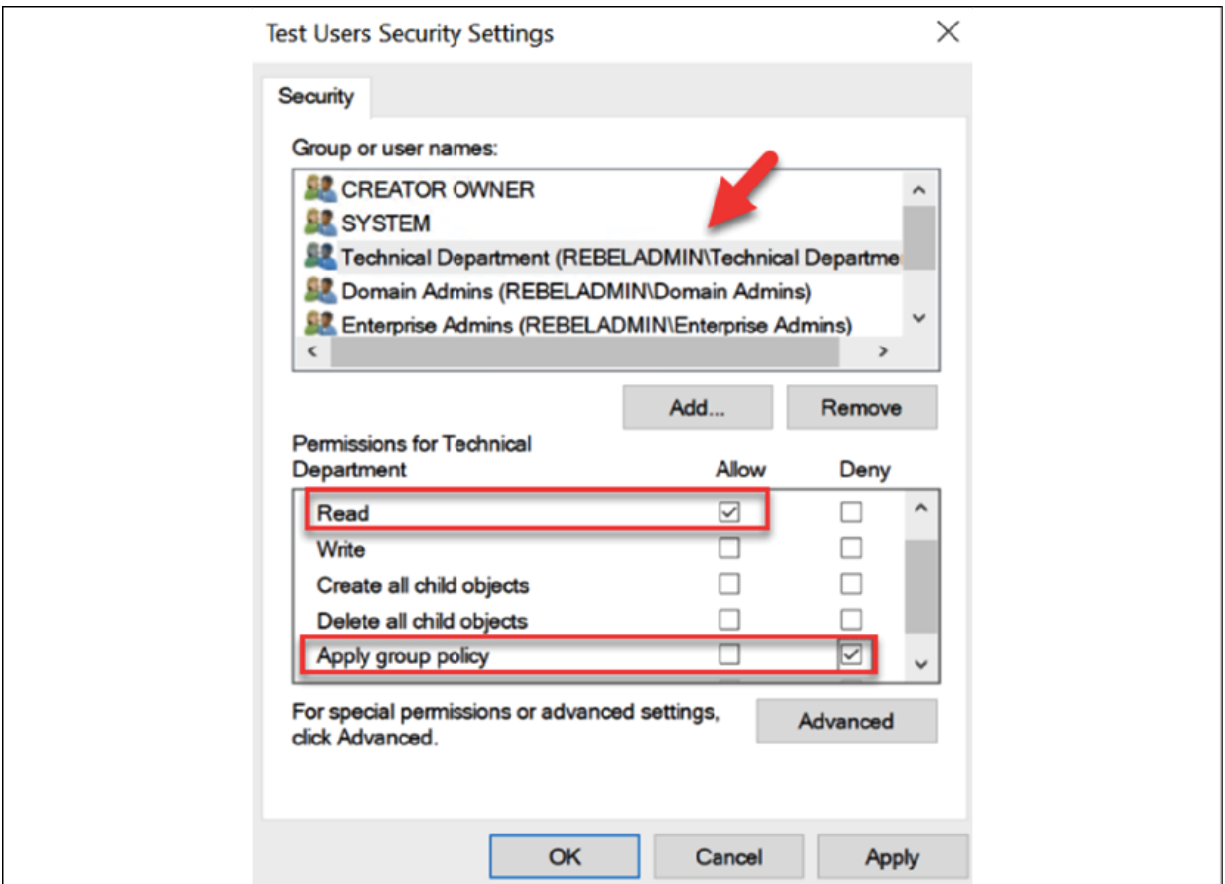 Test Users Security Settings
Security
Group or user names:
CREATOR OWNER
SYSTEM
Technical Department (REBELADMIN\Technical Departme
Domain Admins (REBELADMIN\Domain Admins)
Enterprise Admins (REBELADMIN\Enterprise Admins)
Add... Remove
Permissions for Technical
Department Allow Deny
Read
Write
Create all child objects
Delete all child objects
Apply group policy
For special permissions or advanced settings,
click Advanced.
Advanced
OK Cancel Apply